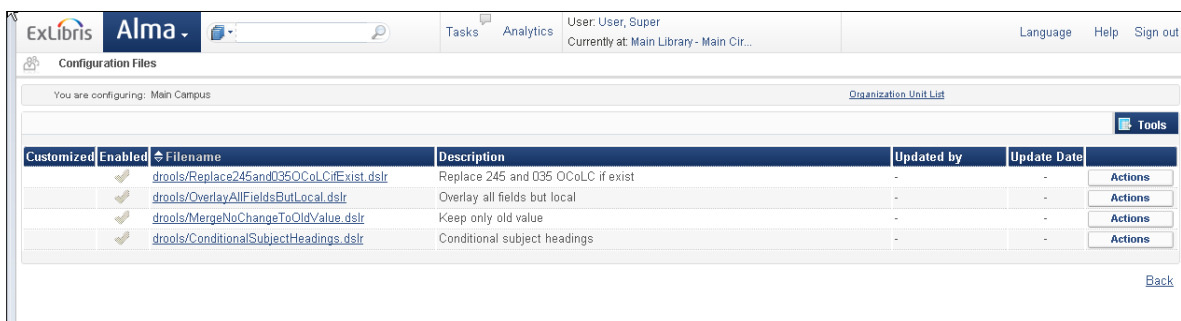 ExLibris Alma Tasks Analytics User: User, Super Language Help Sign out
Currently at: Main Library - Main Cir...
Configuration Files
You are configuring: Main Campus Organization Unit List
Tools
Customized Enabled Filename Description Updated by Update Date
drools/Replace245and035OCoLCifExist.dslr Replace 245 and 035 OCoLC if exist - - Actions
drools/OverlayAllFieldsButLocal.dslr Overlay all fields but local - - Actions
drools/MergeNoChangeToOldValue.dslr Keep only old value - - Actions
drools/ConditionalSubjectHeadings.dslr Conditional subject headings - - Actions
Back